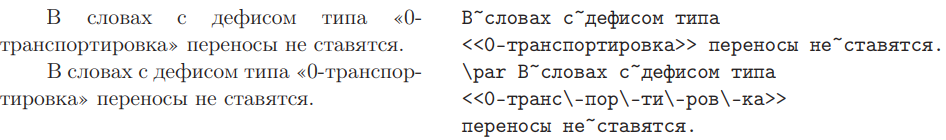 В словах с дефисом типа «0-
транспортировка» переносы не ставятся.
В словах с дефисом типа «0-транспор-
тировка» переносы не ставятся.
В~словах с~дефисом типа
<<0-транспортировка>> переносы не~ставятся.
\par В~словах с~дефисом типа
<<0-транс\-пор\-ти\-ров\-ка>>
переносы не~ставятся.